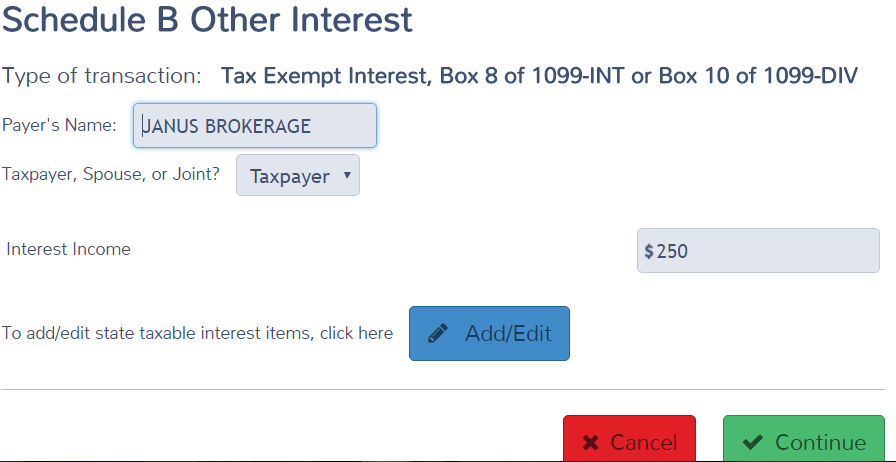 Schedule B Other Interest
Type of transaction: Tax Exempt Interest, Box 8 of 1099-INT or Box 10 of 1099-DIV
Payer's Name: JANUS BROKERAGE
Taxpayer, Spouse, or Joint? Taxpayer
Interest Income $250
To add/edit state taxable interest items, click here Add/Edit
Cancel Continue